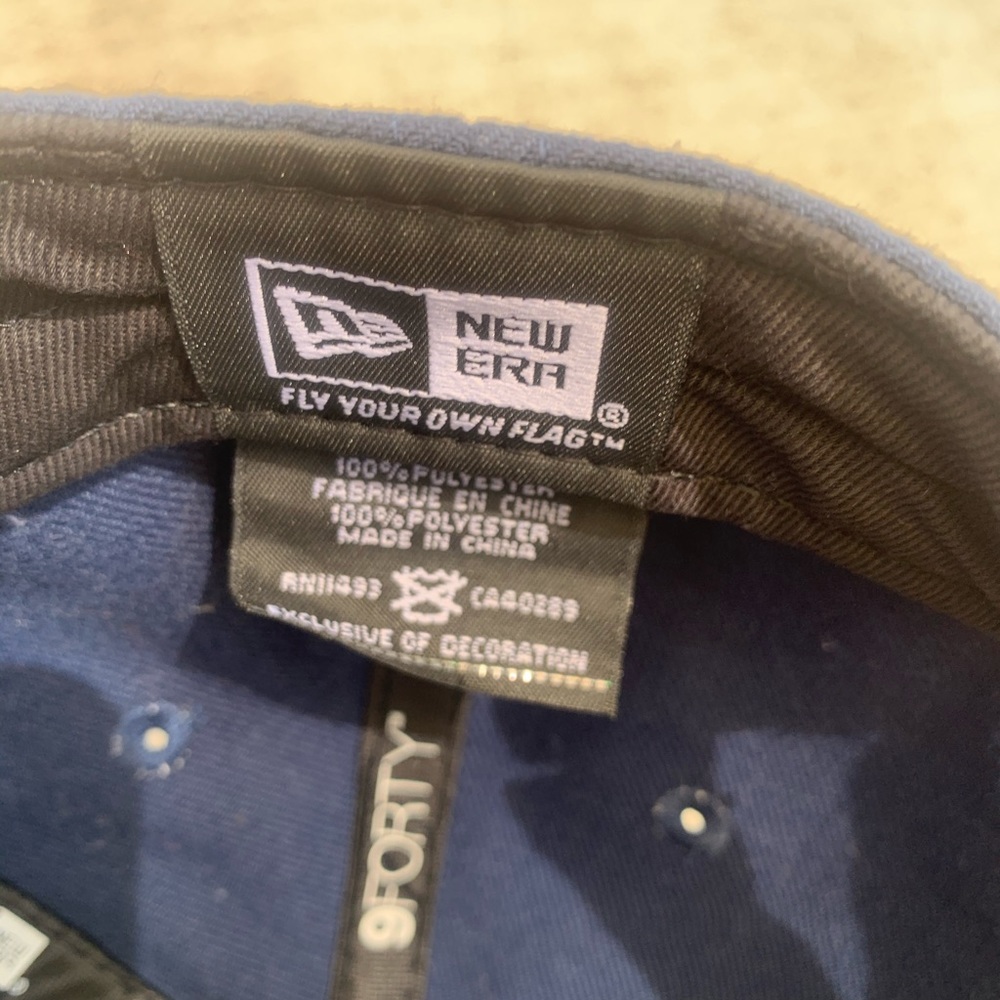 NEW
ERA
®
FLY YOUR OWN FLAG™
100% POLYESTER
FABRIQUE EN CHINE
100% POLYESTER
MADE IN CHINA
RN11493 CA40289
EXCLUSIVE OF DECORATION
9FORTY